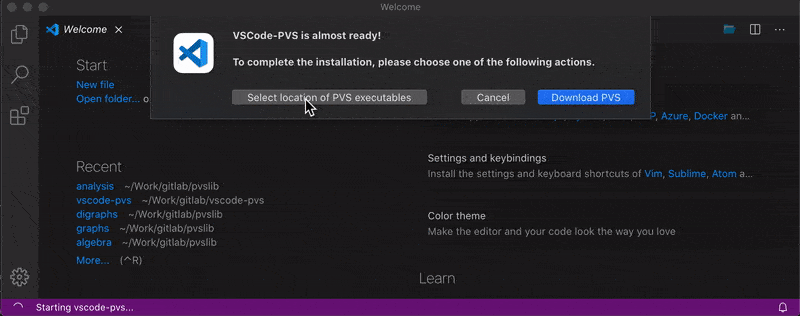 Welcome
Welcome
VSCode-PVS is almost ready!
To complete the installation, please choose one of the following actions.
Select location of PVS executables
Cancel
Download PVS
Start
New file
Open folder... o
P, Azure, Docker an...
Recent
analysis ~/Work/gitlab/pvslib
vscode-pvs ~/Work/gitlab/vscode-pvs
digraphs ~/Work/gitlab/pvslib
graphs ~/Work/gitlab/pvslib
algebra ~/Work/gitlab/pvslib
More... (^R)
Settings and keybindings
Install the settings and keyboard shortcuts of Vim, Sublime, Atom a...
Color theme
Make the editor and your code look the way you love
Learn
Starting vscode-pvs...